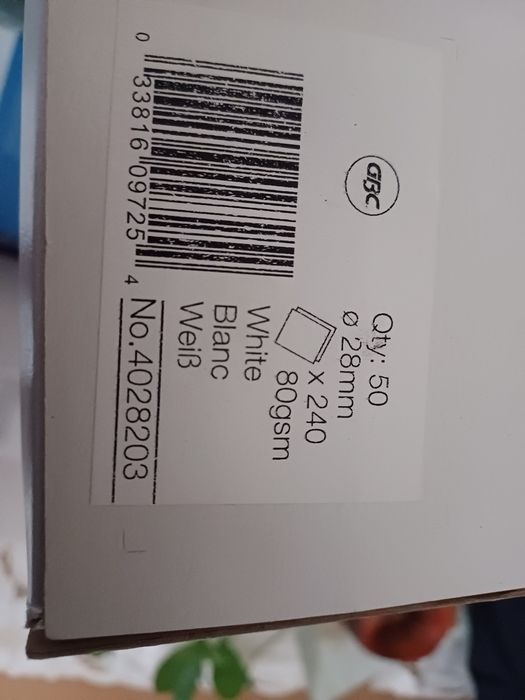 GBC
Qty: 50
ø 28mm
x 240
80gsm
White
Blanc
Weiß
No.4028203
0 33816 09725 4